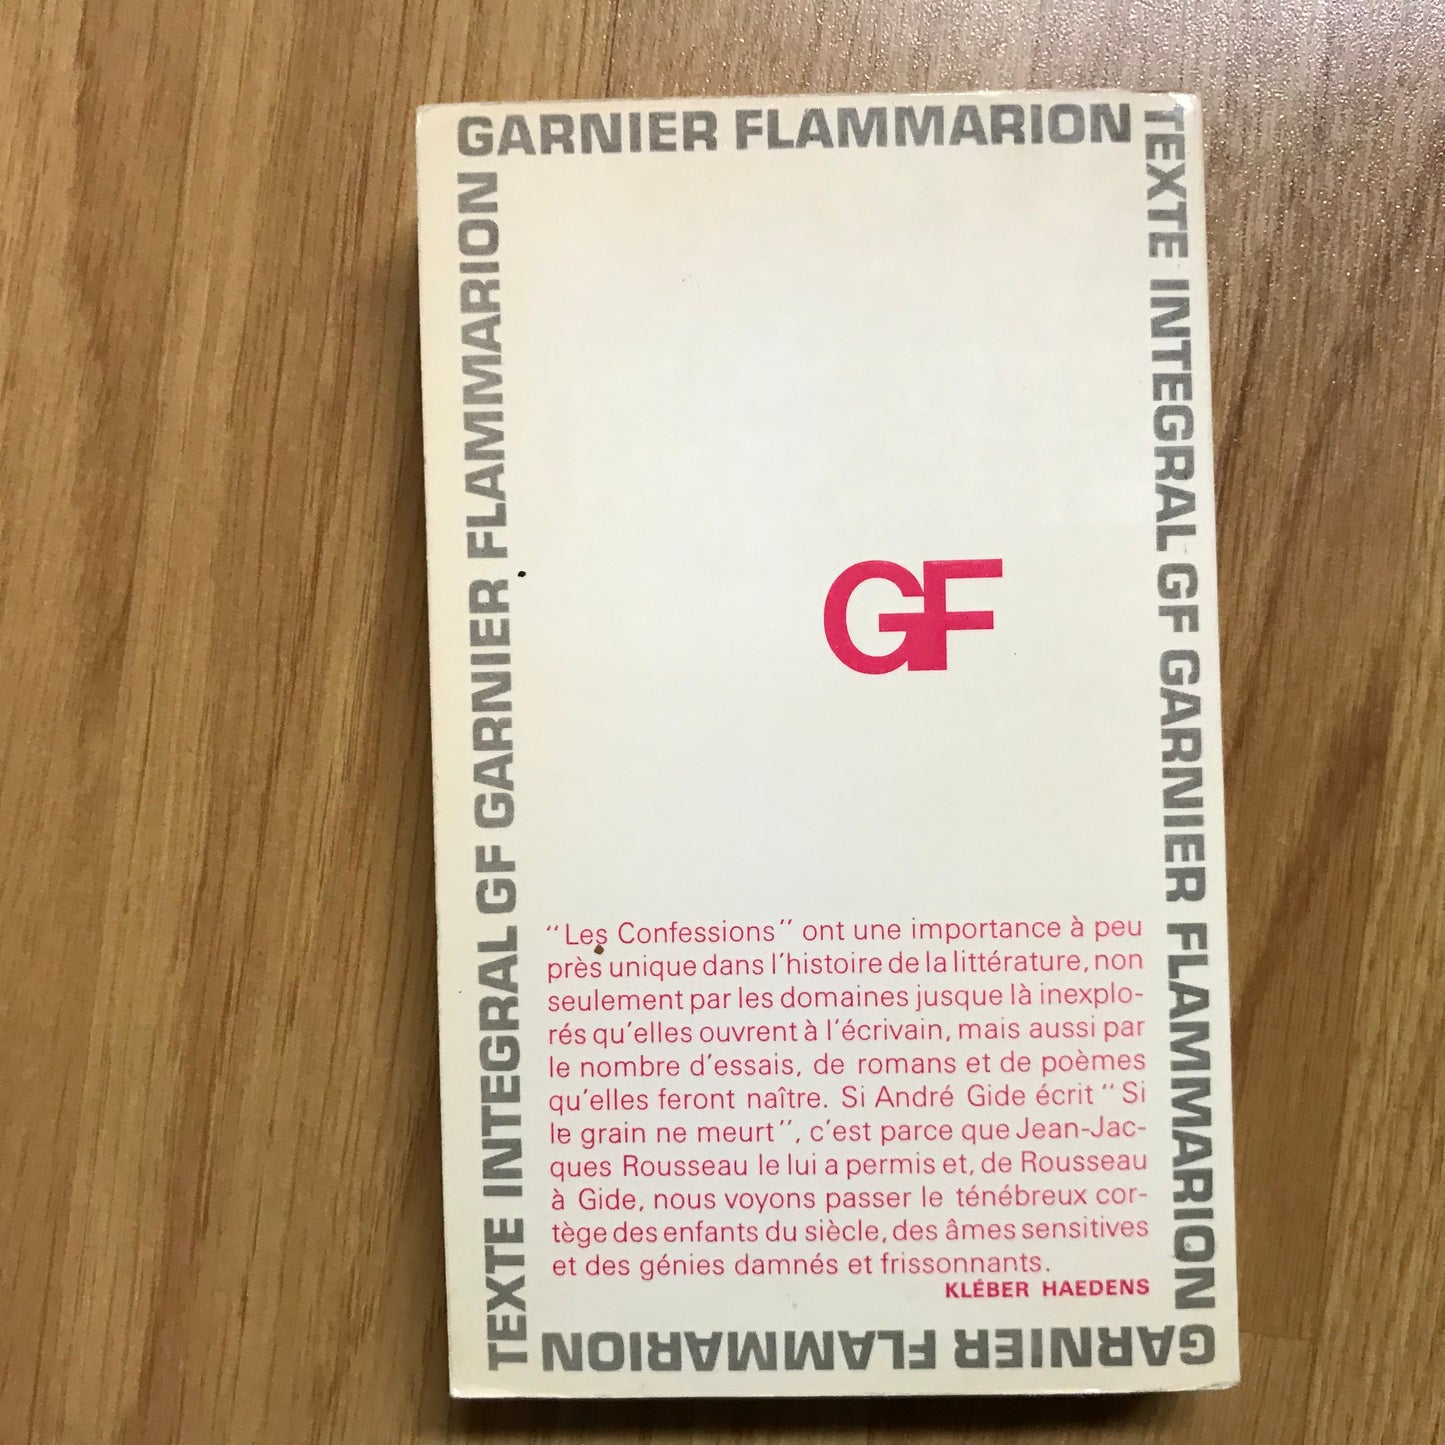 GARNIER FLAMMARION
TEXTE INTEGRAL GF GARNIER FLAMMARION
TEXTE INTEGRAL GF GARNIER FLAMMARION
GF
“Les Confessions” ont une importance à peu
près unique dans l'histoire de la littérature, non
seulement par les domaines jusque là inexplo-
rés qu'elles ouvrent à l'écrivain, mais aussi par
le nombre d'essais, de romans et de poèmes
qu'elles feront naître. Si André Gide écrit “Si
le grain ne meurt”, c'est parce que Jean-Jac-
ques Rousseau le lui a permis et, de Rousseau
à Gide, nous voyons passer le ténébreux cor-
tège des enfants du siècle, des âmes sensitives
et des génies damnés et frissonnants.
KLÉBER HAEDENS
GARNIER FLAMMARION